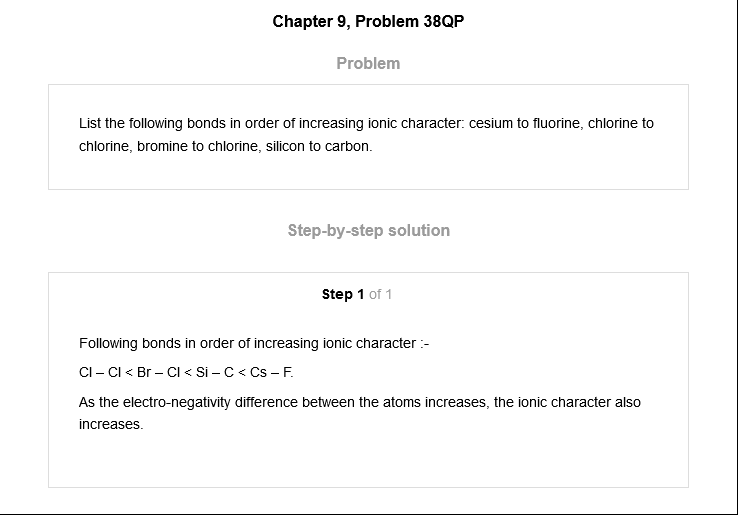 Chapter 9, Problem 38QP
Problem
List the following bonds in order of increasing ionic character: cesium to fluorine, chlorine to
chlorine, bromine to chlorine, silicon to carbon.
Step-by-step solution
Step 1 of 1
Following bonds in order of increasing ionic character :-
Cl – Cl < Br – Cl < Si – C < Cs – F.
As the electro-negativity difference between the atoms increases, the ionic character also
increases.